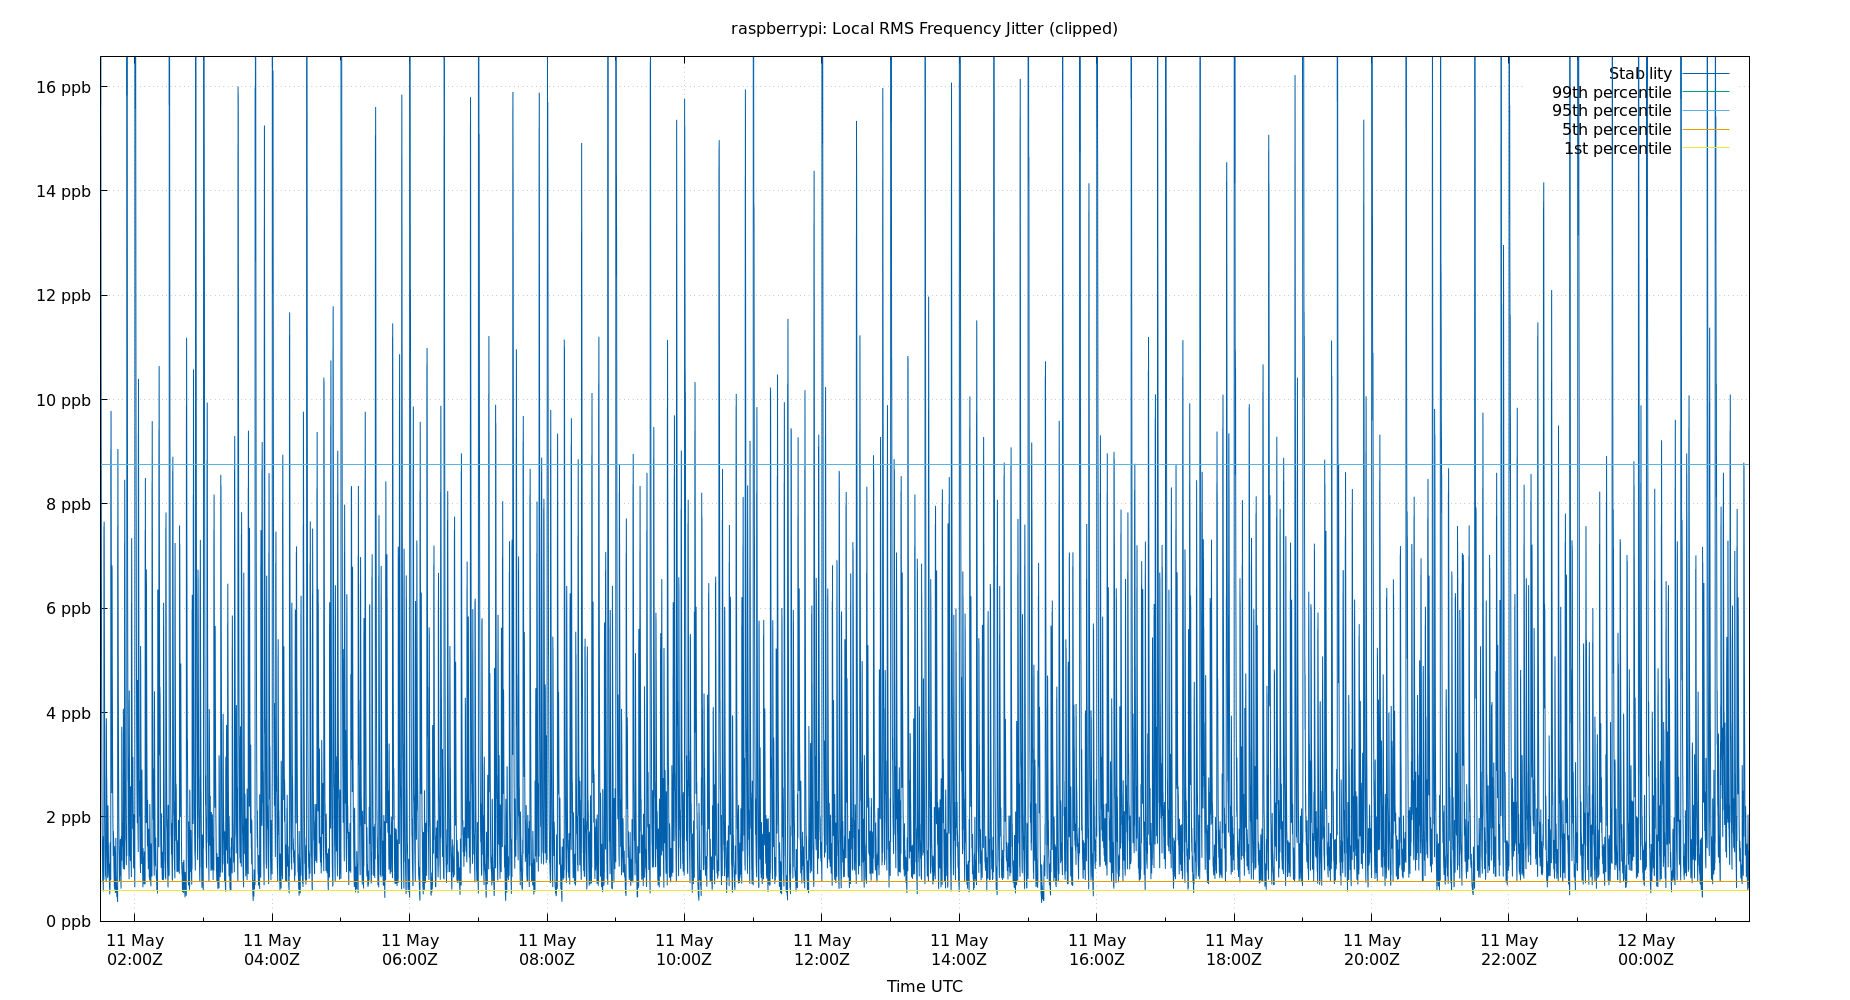 raspberrypi: Local RMS Frequency Jitter (clipped)
Stability
99th percentile
95th percentile
5th percentile
1st percentile
16 ppb
14 ppb
12 ppb
10 ppb
8 ppb
6 ppb
4 ppb
2 ppb
0 ppb
11 May 11 May 11 May 11 May 11 May 11 May 11 May 11 May 11 May 11 May 11 May 12 May
02:00Z 04:00Z 06:00Z 08:00Z 10:00Z 12:00Z 14:00Z 16:00Z 18:00Z 20:00Z 22:00Z 00:00Z
Time UTC